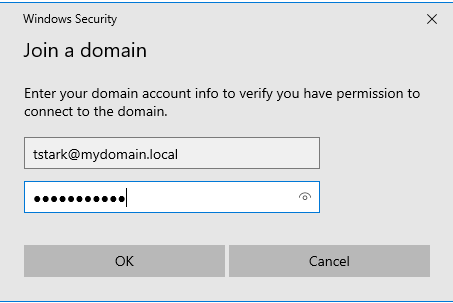 Windows Security
Join a domain
Enter your domain account info to verify you have permission to
connect to the domain.
tstark@mydomain.local
●●●●●●●●●●●
OK
Cancel